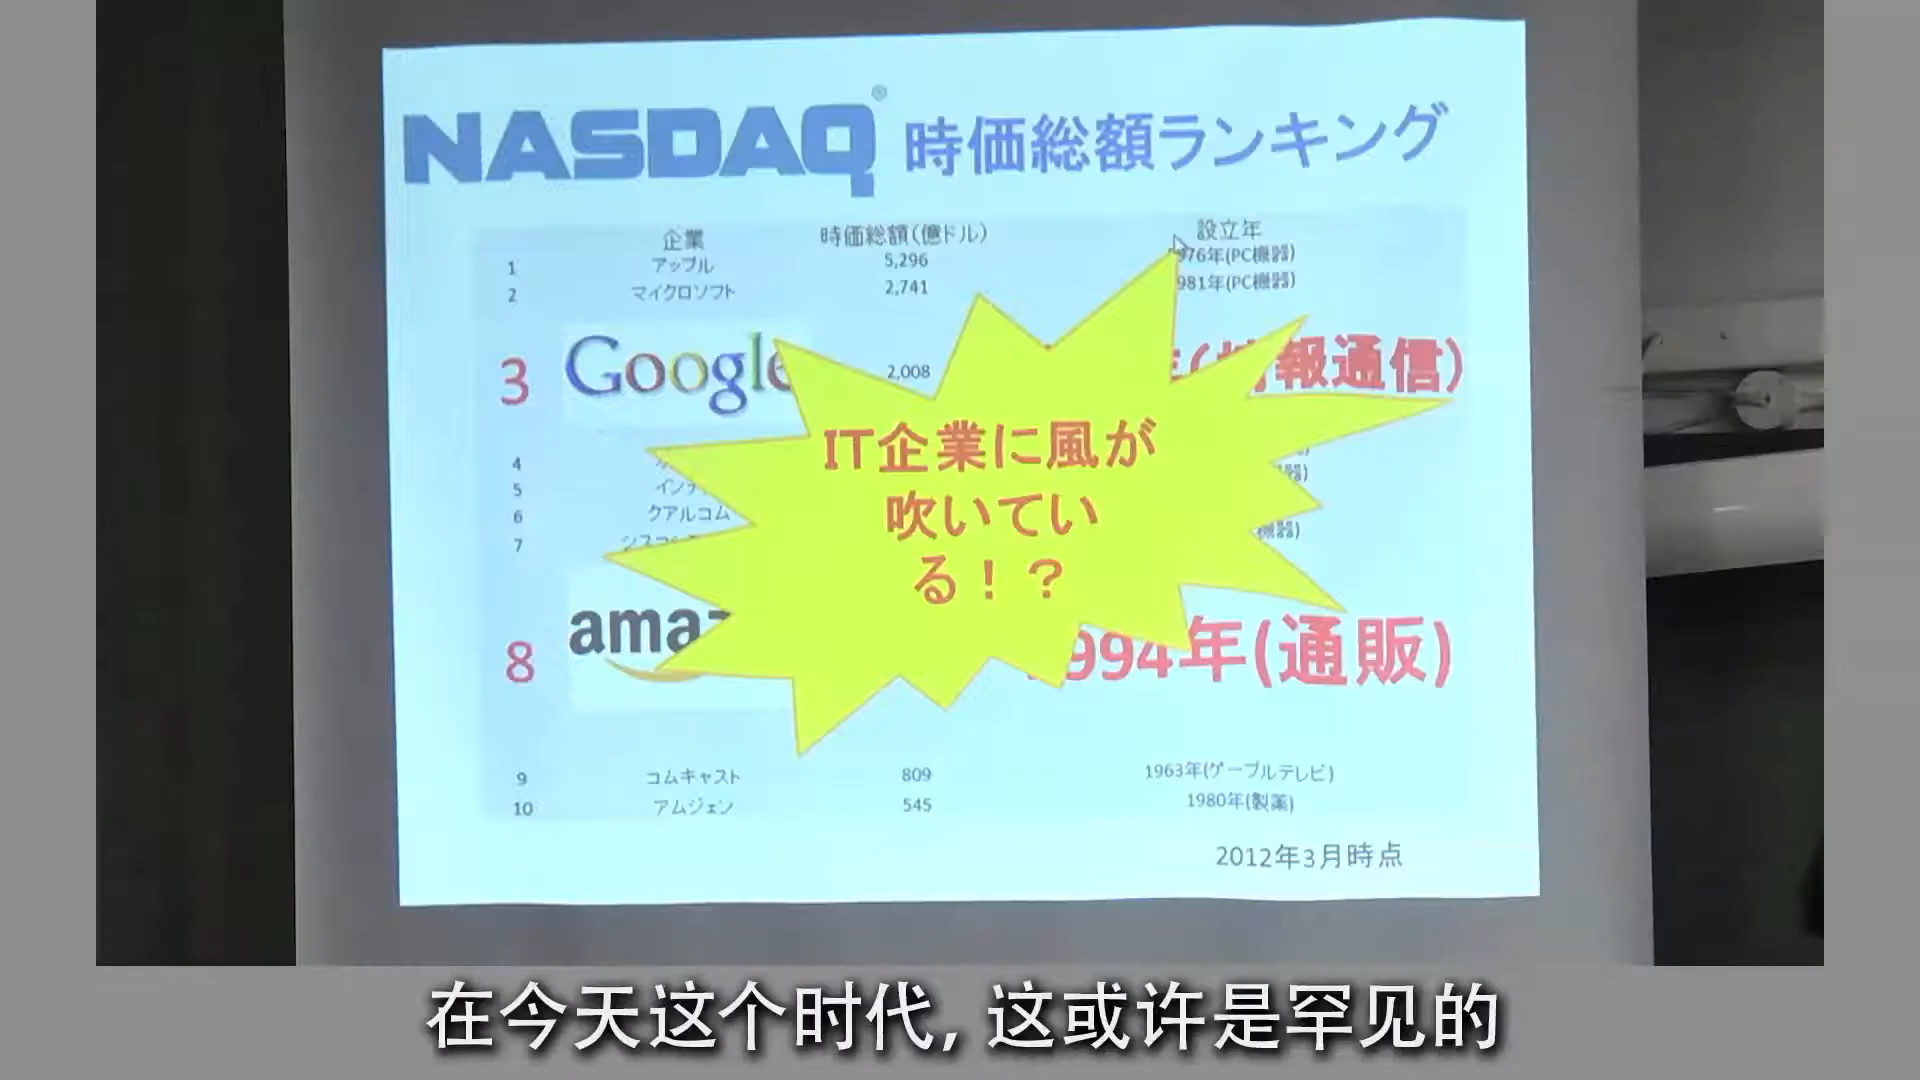 NASDAQ® 時価総額ランキング
企業 時価総額(億ドル) 設立年
1 アップル 5,296 976年(PC機器)
2 マイクロソフト 2,741 981年(PC機器)
3 Google 2,008 報通信)
4
5 インテ
6 クアルコム
7 機器)
8 ama 994年(通販)
IT企業に風が
吹いてい
る！？
9 コムキャスト 809 1963年(ケーブルテレビ)
10 アムジェン 545 1980年(製薬)
2012年3月時点
在今天这个时代, 这或许是罕见的